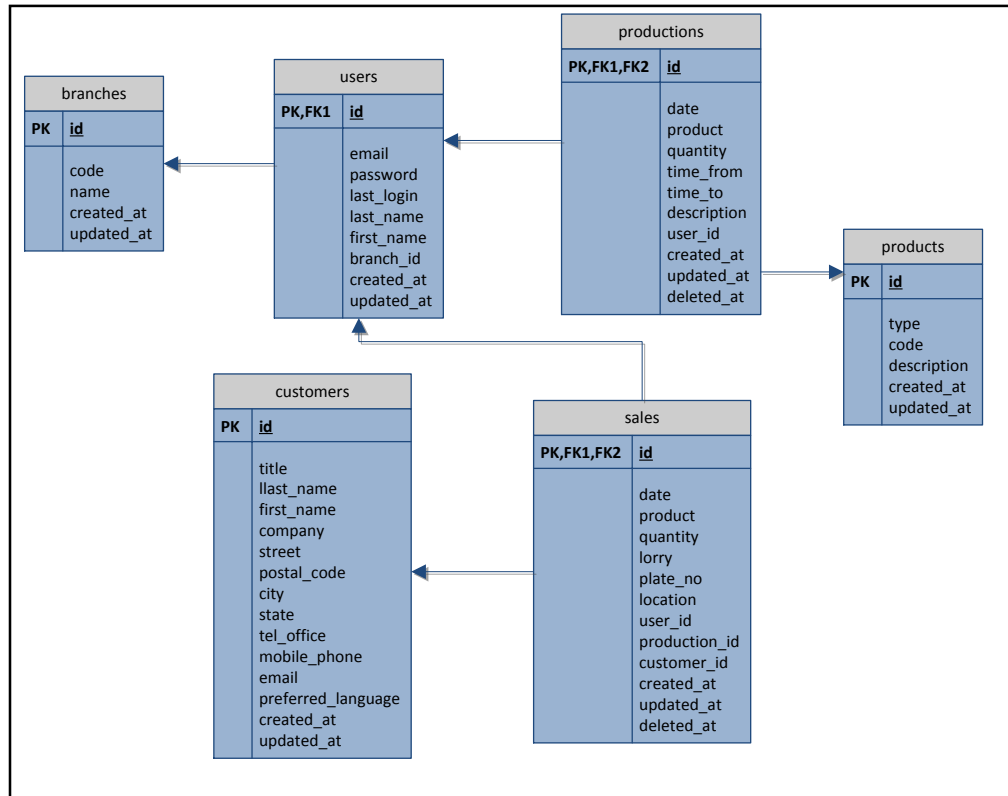 branches
PK id
code
name
created_at
updated_at
users
PK,FK1 id
email
password
last_login
last_name
first_name
branch_id
created_at
updated_at
productions
PK,FK1,FK2 id
date
product
quantity
time_from
time_to
description
user_id
created_at
updated_at
deleted_at
products
PK id
type
code
description
created_at
updated_at
customers
PK id
title
llast_name
first_name
company
street
postal_code
city
state
tel_office
mobile_phone
email
preferred_language
created_at
updated_at
sales
PK,FK1,FK2 id
date
product
quantity
lorry
plate_no
location
user_id
production_id
customer_id
created_at
updated_at
deleted_at